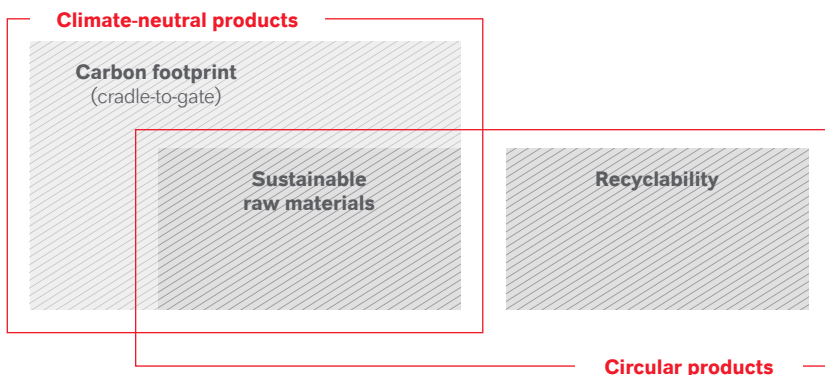 Climate-neutral products
Carbon footprint
(cradle-to-gate)
Sustainable
raw materials
Recyclability
Circular products